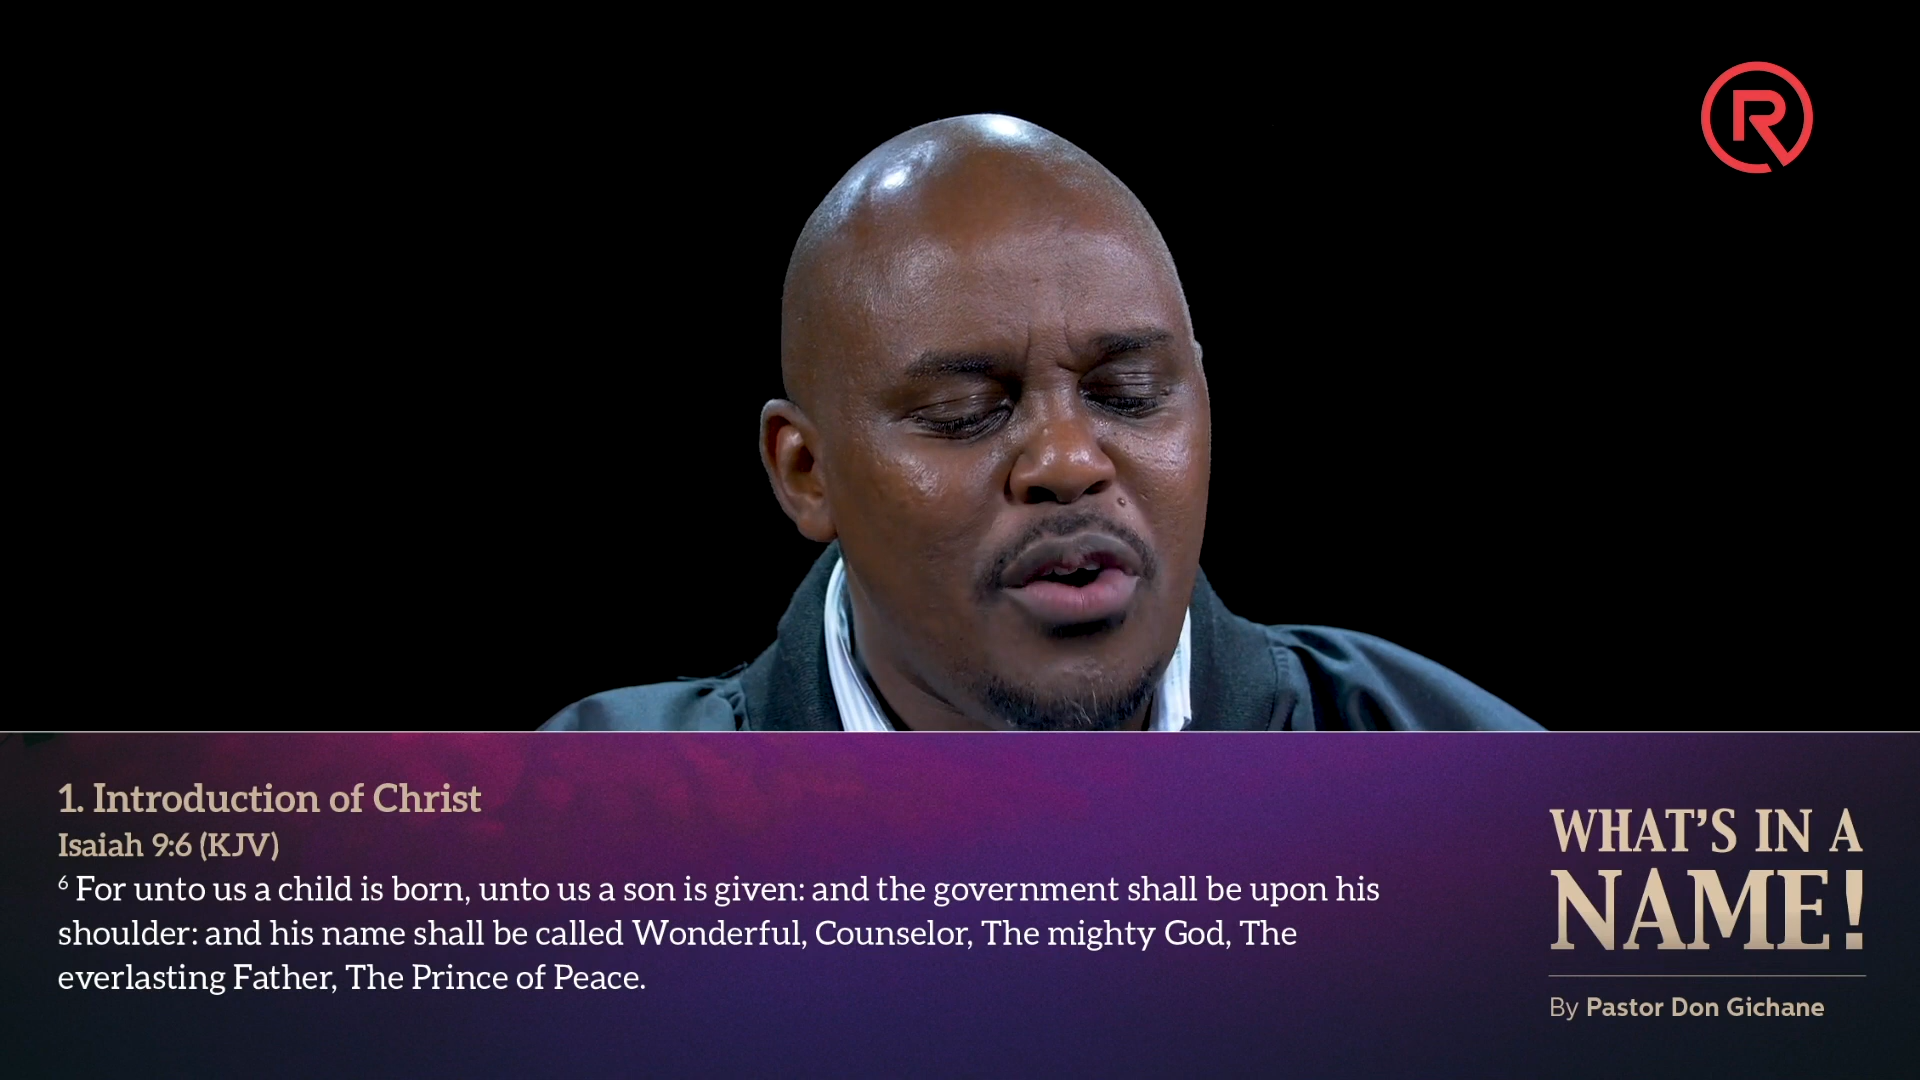 R
1. Introduction of Christ
Isaiah 9:6 (KJV)
6 For unto us a child is born, unto us a son is given: and the government shall be upon his
shoulder: and his name shall be called Wonderful, Counselor, The mighty God, The
everlasting Father, The Prince of Peace.
WHAT'S IN A
NAME!
By Pastor Don Gichane